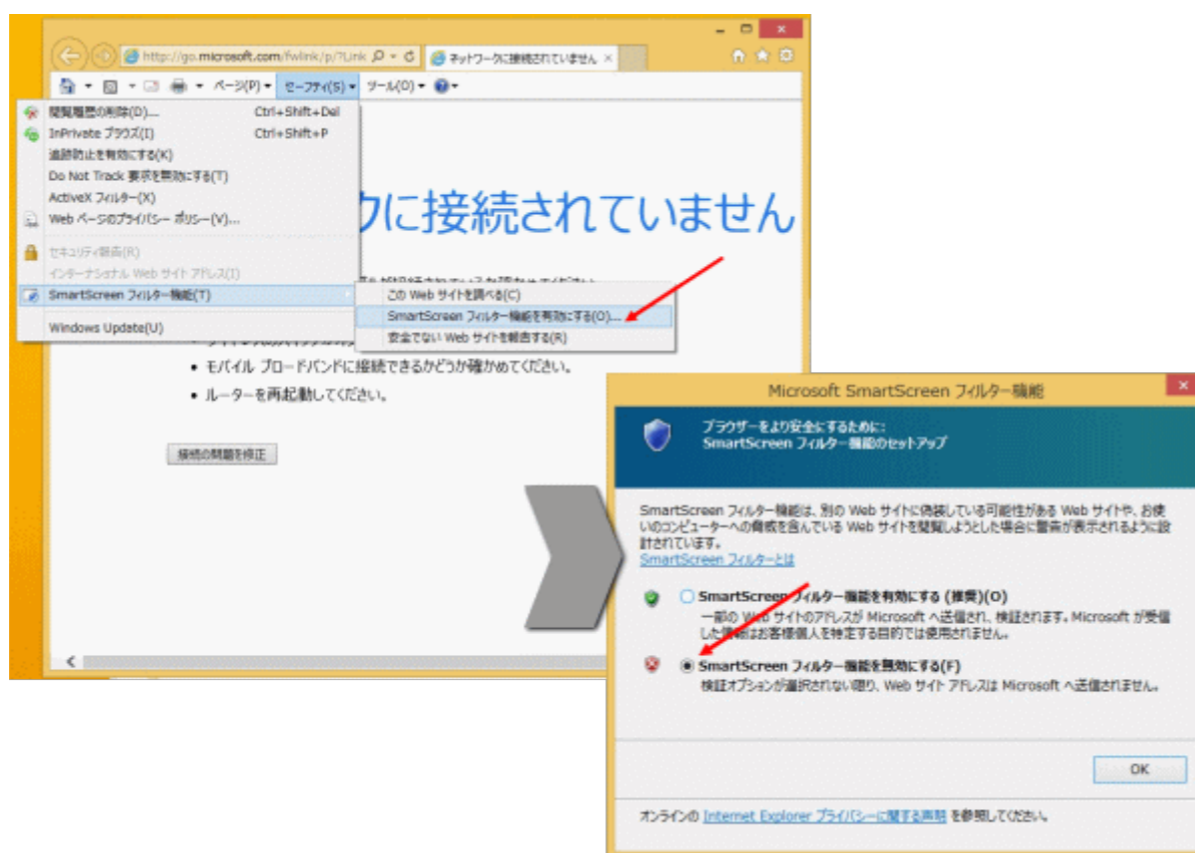 http://go.microsoft.com/fwlink/p/?Link
ネットワークに接続されていません
ページ(P)
セーフティ(S)
ツール(O)
閲覧履歴の削除(D)... Ctrl+Shift+Del
InPrivate ブラウズ(I) Ctrl+Shift+P
追跡防止を有効にする(K)
Do Not Track 要求を無効にする(T)
ActiveX フィルター(X)
Web ページのプライバシー ポリシー(V)...
セキュリティ報告(R)
インターナショナル Web サイト アドレス(I)
SmartScreen フィルター機能(T)
Windows Update(U)
クに接続されていません
この Web サイトを調べる(C)
SmartScreen フィルター機能を有効にする(O)...
安全でない Web サイトを報告する(R)
• モバイル ブロードバンドに接続できるかどうか確かめてください。
• ルーターを再起動してください。
接続の問題を修正
Microsoft SmartScreen フィルター機能
ブラウザーをより安全にするために:
SmartScreen フィルター機能のセットアップ
SmartScreen フィルター機能は、別の Web サイトに偽装している可能性がある Web サイトや、お使
いのコンピューターへの脅威を含んでいる Web サイトを閲覧しようとした場合に警告が表示されるように設
計されています。
SmartScreen フィルターとは
SmartScreen フィルター機能を有効にする (推奨)(O)
一部の Web サイトのアドレスが Microsoft へ送信され、検証されます。Microsoft が受信
した情報はお客様個人を特定する目的では使用されません。
SmartScreen フィルター機能を無効にする(F)
検証オプションが選択されない限り、Web サイト アドレスは Microsoft へ送信されません。
OK
オンラインの Internet Explorer プライバシーに関する声明 を参照してください。